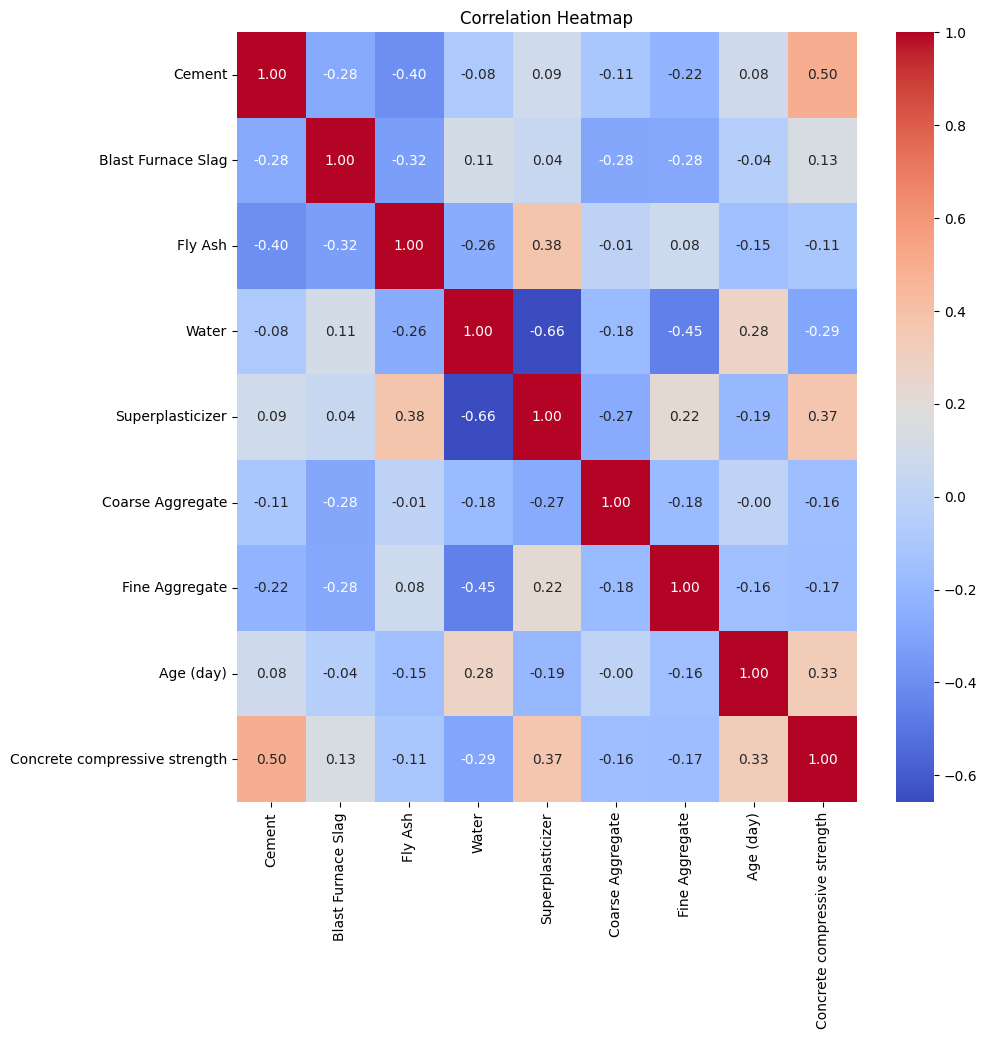 Correlation Heatmap
Cement 1.00 -0.28 -0.40 -0.08 0.09 -0.11 -0.22 0.08 0.50
Blast Furnace Slag -0.28 1.00 -0.32 0.11 0.04 -0.28 -0.28 -0.04 0.13
Fly Ash -0.40 -0.32 1.00 -0.26 0.38 -0.01 0.08 -0.15 -0.11
Water -0.08 0.11 -0.26 1.00 -0.66 -0.18 -0.45 0.28 -0.29
Superplasticizer 0.09 0.04 0.38 -0.66 1.00 -0.27 0.22 -0.19 0.37
Coarse Aggregate -0.11 -0.28 -0.01 -0.18 -0.27 1.00 -0.18 -0.00 -0.16
Fine Aggregate -0.22 -0.28 0.08 -0.45 0.22 -0.18 1.00 -0.16 -0.17
Age (day) 0.08 -0.04 -0.15 0.28 -0.19 -0.00 -0.16 1.00 0.33
Concrete compressive strength 0.50 0.13 -0.11 -0.29 0.37 -0.16 -0.17 0.33 1.00
Cement
Blast Furnace Slag
Fly Ash
Water
Superplasticizer
Coarse Aggregate
Fine Aggregate
Age (day)
Concrete compressive strength
1.0
0.8
0.6
0.4
0.2
0.0
−0.2
−0.4
−0.6